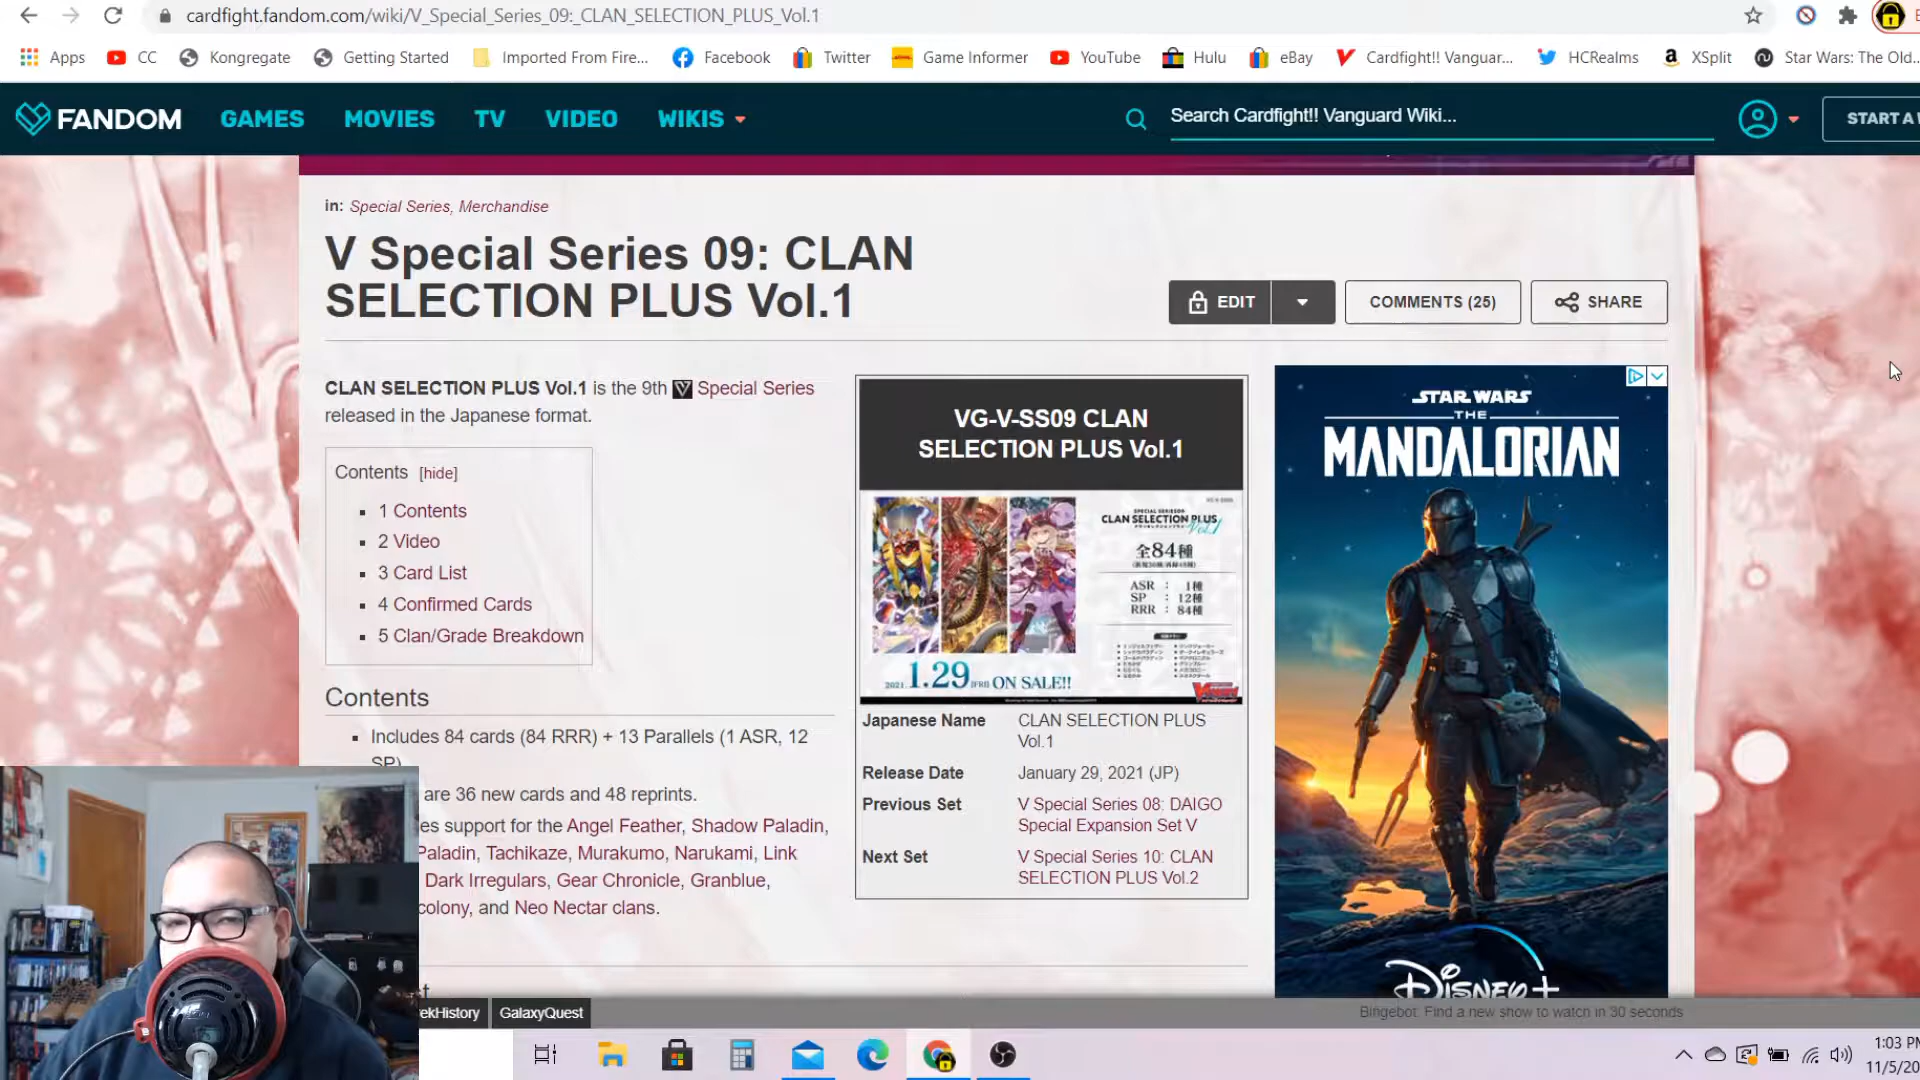 cardfight.fandom.com/wiki/V_Special_Series_09:_CLAN_SELECTION_PLUS_Vol.1
Apps CC Kongregate Getting Started Imported From Fire... Facebook Twitter Game Informer YouTube Hulu eBay Cardfight!! Vanguar... HCRealms XSplit Star Wars: The Old...
FANDOM GAMES MOVIES TV VIDEO WIKIS Search Cardfight!! Vanguard Wiki... START A
in: Special Series, Merchandise
V Special Series 09: CLAN
SELECTION PLUS Vol.1
EDIT COMMENTS (25) SHARE
CLAN SELECTION PLUS Vol.1 is the 9th V Special Series
released in the Japanese format.
Contents [hide]
1 Contents
2 Video
3 Card List
4 Confirmed Cards
5 Clan/Grade Breakdown
Contents
Includes 84 cards (84 RRR) + 13 Parallels (1 ASR, 12
SP)
are 36 new cards and 48 reprints.
es support for the Angel Feather, Shadow Paladin,
Paladin, Tachikaze, Murakumo, Narukami, Link
Dark Irregulars, Gear Chronicle, Granblue,
colony, and Neo Nectar clans.
VG-V-SS09 CLAN
SELECTION PLUS Vol.1
CLAN SELECTION PLUS
Vol.1
全84種
ASR : 1種
SP : 12種
RRR : 84種
2021.1.29 [FRI] ON SALE!!
Japanese Name CLAN SELECTION PLUS
Vol.1
Release Date January 29, 2021 (JP)
Previous Set V Special Series 08: DAIGO
Special Expansion Set V
Next Set V Special Series 10: CLAN
SELECTION PLUS Vol.2
STAR WARS
THE
MANDALORIAN
Disney+
ekHistory GalaxyQuest
Bingebot: Find a new show to watch in 30 seconds
1:03 PM
11/5/20